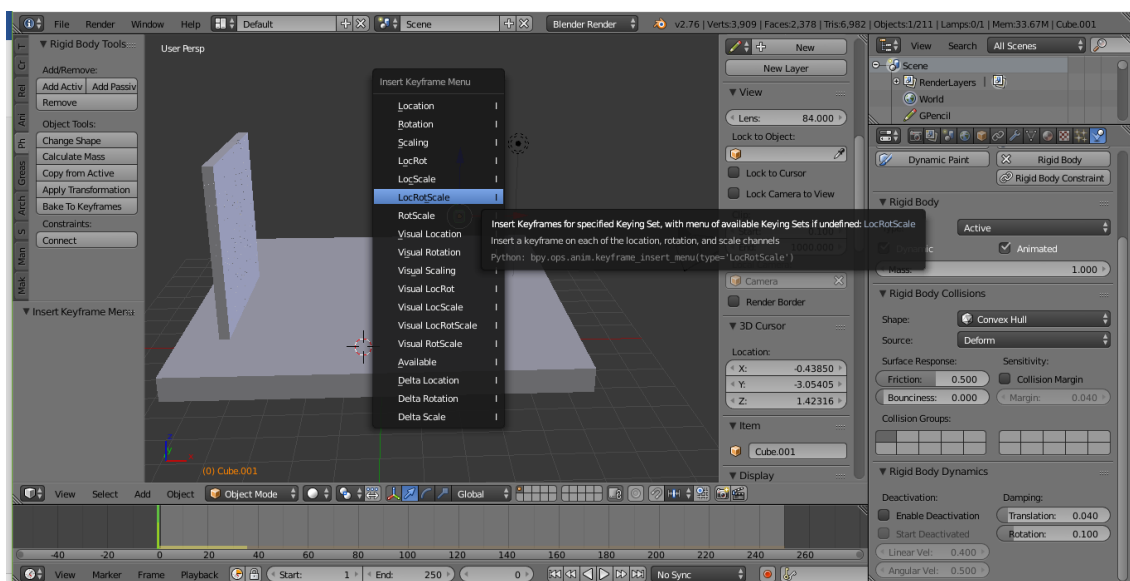 File Render Window Help Default Scene Blender Render v2.76 | Verts:3,909 | Faces:2,378 | Tris:6,982 | Objects:1/211 | Lamps:0/1 | Mem:33.67M | Cube.001
T
Cr
Rel
Ani
Ph
Greas
Arch
S
Man
Mak
Rigid Body Tools
Add/Remove:
Add Activ Add Passiv
Remove
Object Tools:
Change Shape
Calculate Mass
Copy from Active
Apply Transformation
Bake To Keyframes
Constraints:
Connect
Insert Keyframe Menu
User Persp
Insert Keyframe Menu
Location I
Rotation I
Scaling I
LocRot I
LocScale I
LocRotScale I
RotScale I
Visual Location I
Visual Rotation I
Visual Scaling I
Visual LocRot I
Visual LocScale I
Visual LocRotScale I
Visual RotScale I
Available I
Delta Location I
Delta Rotation I
Delta Scale I
Insert Keyframes for specified Keying Set, with menu of available Keying Sets if undefined: LocRotScale
Insert a keyframe on each of the location, rotation, and scale channels
Python: bpy.ops.anim.keyframe_insert_menu(type='LocRotScale')
z
y
x
(0) Cube.001
New
New Layer
View
Lens: 84.000
Lock to Object:
Lock to Cursor
Lock Camera to View
1000.000
Camera
Render Border
3D Cursor
Location:
X: -0.43850
Y: -3.05405
Z: 1.42316
Item
Cube.001
Display
View Search All Scenes
Scene
RenderLayers |
World
GPencil
Dynamic Paint Rigid Body
Rigid Body Constraint
Rigid Body
Active
Dynamic Animated
Mass: 1.000
Rigid Body Collisions
Shape: Convex Hull
Source: Deform
Surface Response: Sensitivity:
Friction: 0.500 Collision Margin
Bounciness: 0.000 Margin: 0.040
Collision Groups:
Rigid Body Dynamics
Deactivation: Damping:
Enable Deactivation Translation: 0.040
Start Deactivated Rotation: 0.100
Linear Vel: 0.400
Angular Vel: 0.500
View Select Add Object Object Mode Global
-40 -20 0 20 40 60 80 100 120 140 160 180 200 220 240 260
View Marker Frame Playback Start: 1 End: 250 0 No Sync